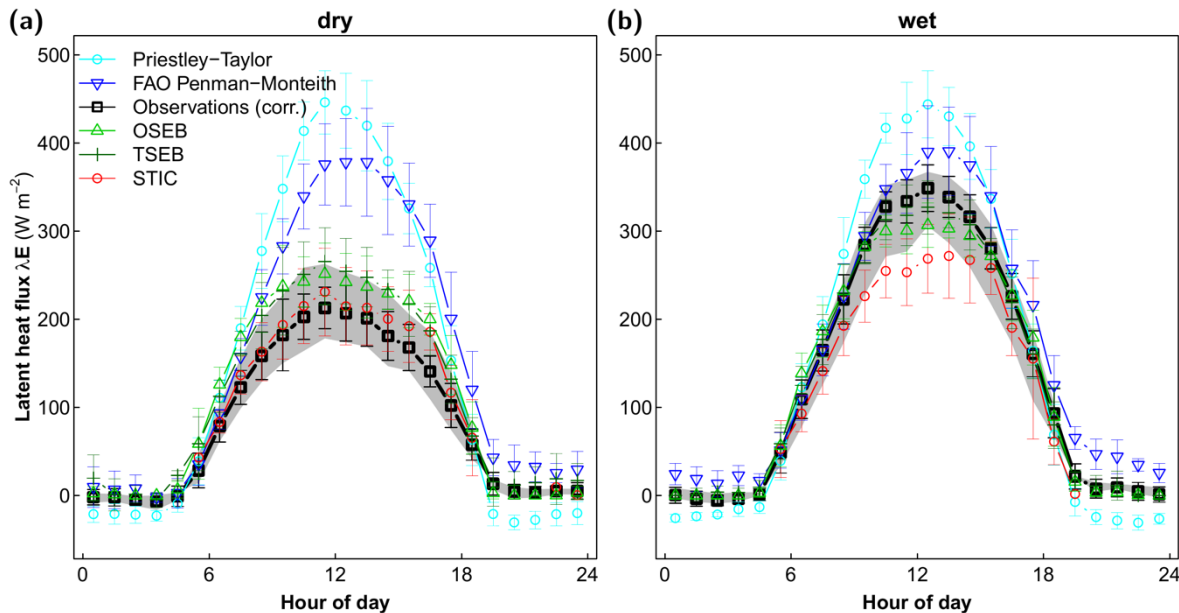 (a)
dry
(b)
wet
Latent heat flux λE (W m⁻²)
500
400
300
200
100
0
Priestley−Taylor
FAO Penman−Monteith
Observations (corr.)
OSEB
TSEB
STIC
0 6 12 18 24
Hour of day
500
400
300
200
100
0
0 6 12 18 24
Hour of day